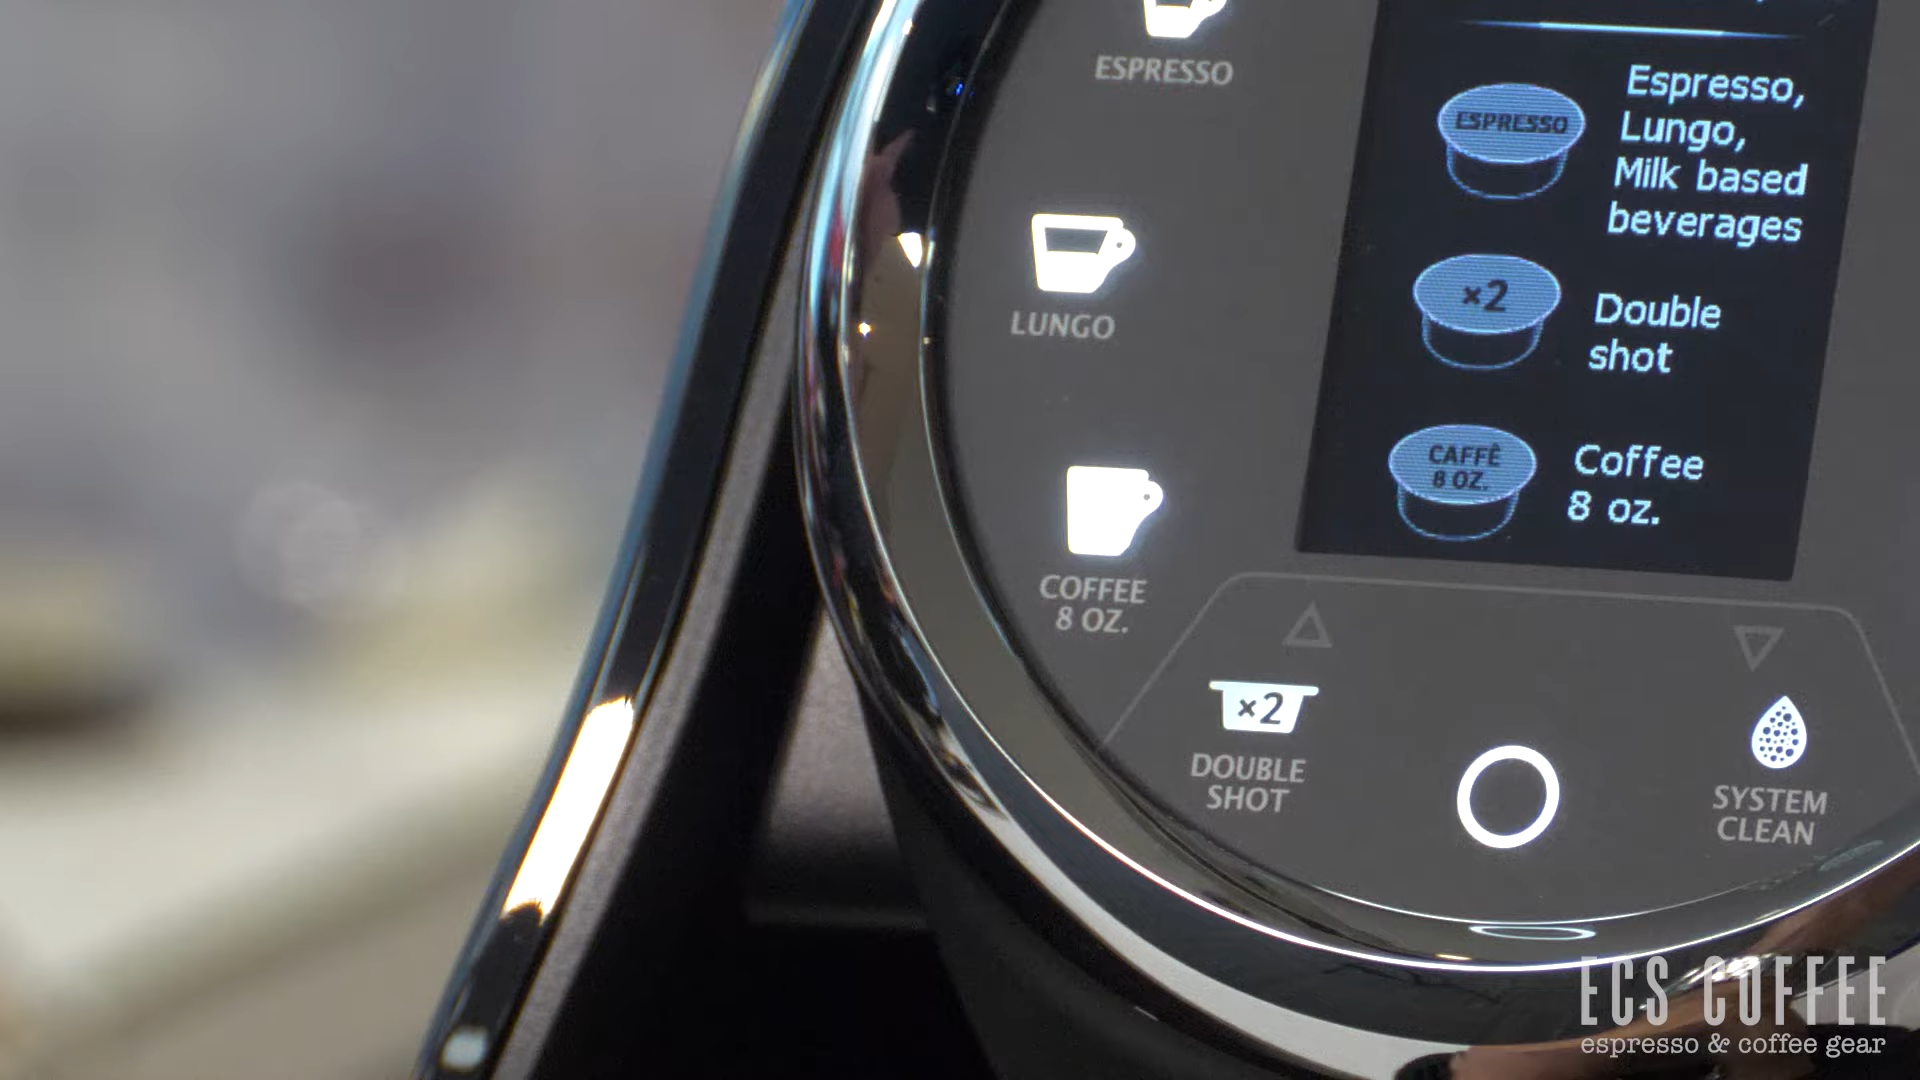 ESPRESSO
LUNGO
COFFEE
8 OZ.
×2
DOUBLE
SHOT
SYSTEM
CLEAN
ESPRESSO
Espresso,
Lungo,
Milk based
beverages
×2
Double
shot
CAFFÈ
8 OZ.
Coffee
8 oz.
ECS COFFEE
espresso & coffee gear